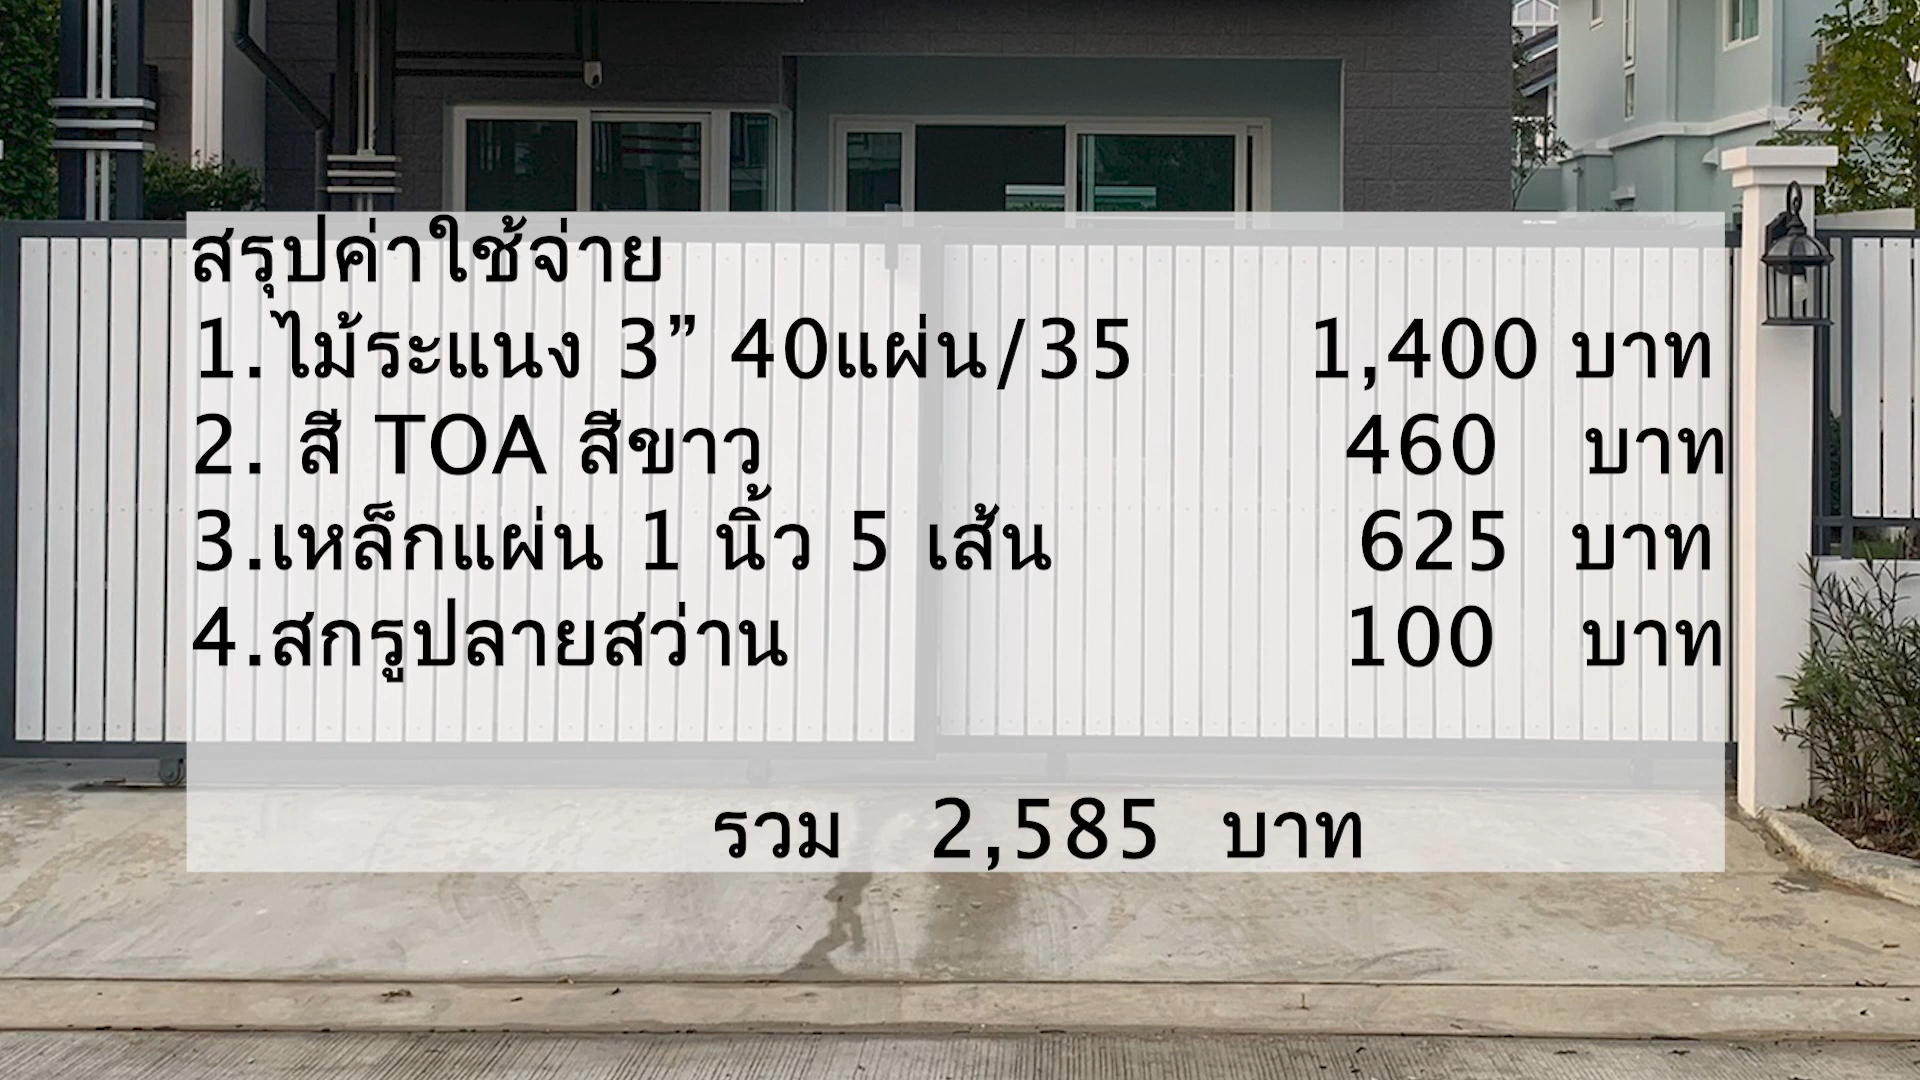 สรุปค่าใช้จ่าย
1.ไม้ระแนง 3” 40แผ่น/35 1,400 บาท
2. สี TOA สีขาว 460 บาท
3.เหล็กแผ่น 1 นิ้ว 5 เส้น 625 บาท
4.สกรูปลายสว่าน 100 บาท
รวม 2,585 บาท